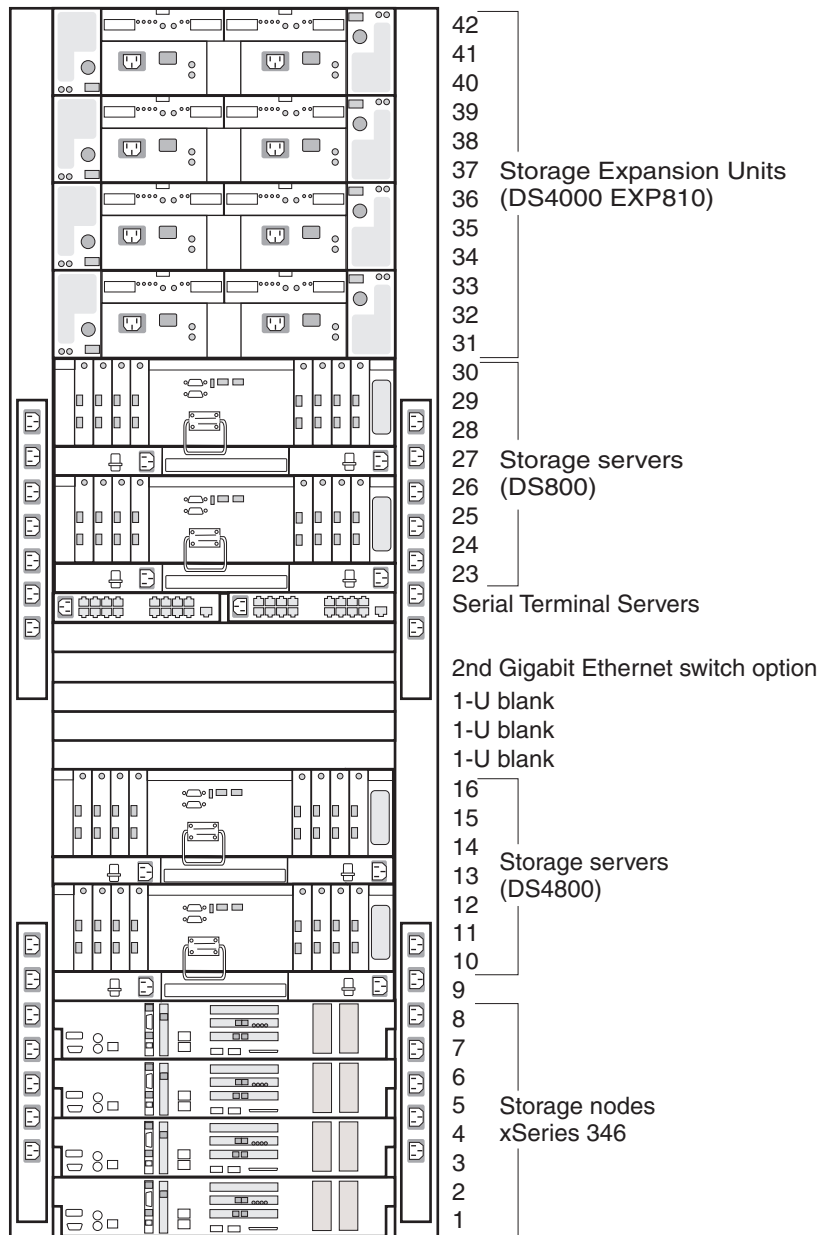 42
41
40
39
38
37 Storage Expansion Units
36 (DS4000 EXP810)
35
34
33
32
31
30
29
28
27 Storage servers
26 (DS800)
25
24
23
Serial Terminal Servers
2nd Gigabit Ethernet switch option
1-U blank
1-U blank
1-U blank
16
15
14
Storage servers
13
(DS4800)
12
11
10
9
8
7
6
5 Storage nodes
4 xSeries 346
3
2
1